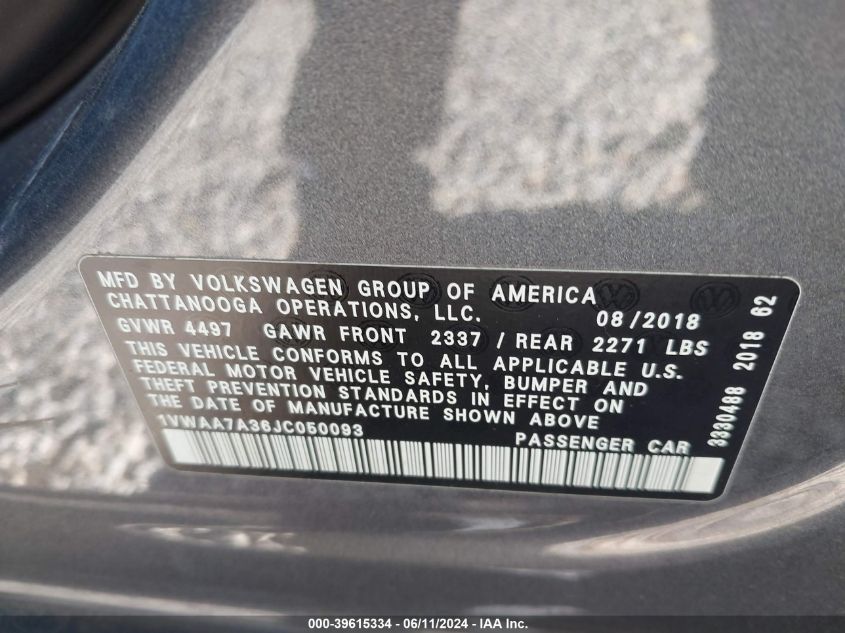 MFD BY VOLKSWAGEN GROUP OF AMERICA
CHATTANOOGA OPERATIONS, LLC. 08/2018
GVWR 4497 GAWR FRONT 2337 / REAR 2271 LBS
THIS VEHICLE CONFORMS TO ALL APPLICABLE U.S.
FEDERAL MOTOR VEHICLE SAFETY, BUMPER AND
THEFT PREVENTION STANDARDS IN EFFECT ON
THE DATE OF MANUFACTURE SHOWN ABOVE
1VWAA7A36JC050093 PASSENGER CAR
3330488 2018 62
000-39615334 - 06/11/2024 - IAA Inc.